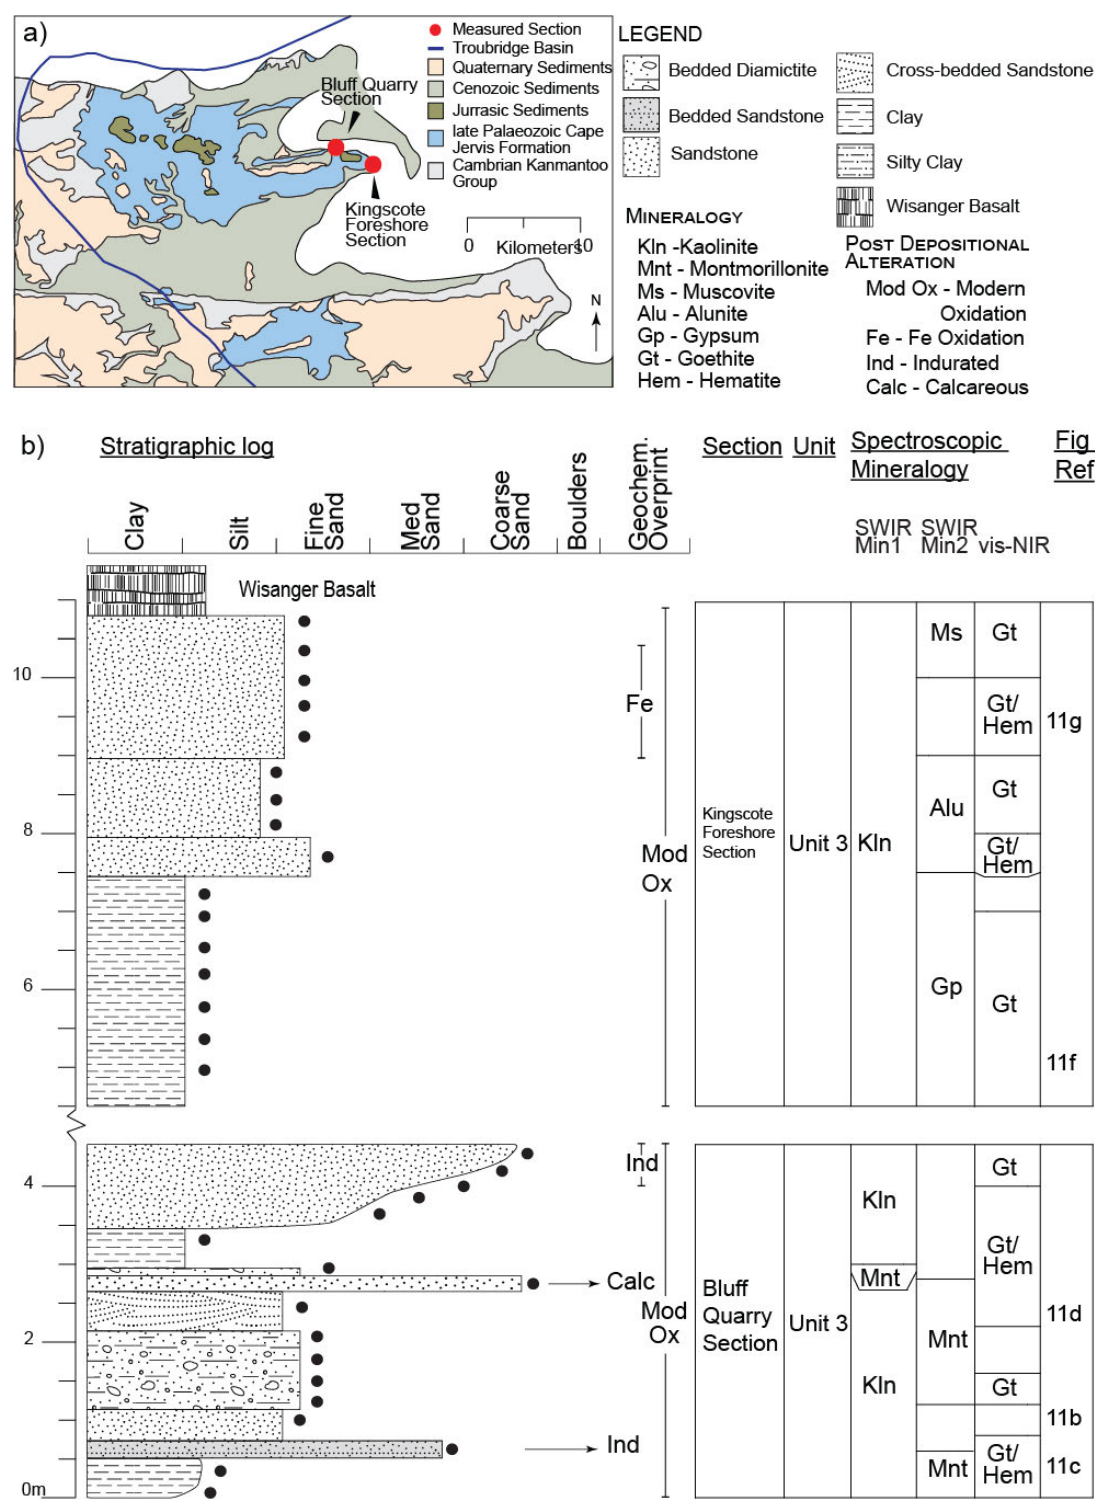 a)
Measured Section
Troubridge Basin
Quaternary Sediments
Cenozoic Sediments
Jurrasic Sediments
late Palaeozoic Cape
Jervis Formation
Cambrian Kanmantoo
Group
Bluff Quarry
Section
Kingscote
Foreshore
Section
0 Kilometers 10
N
LEGEND
Bedded Diamictite
Bedded Sandstone
Sandstone
Cross-bedded Sandstone
Clay
Silty Clay
Wisanger Basalt
MINERALOGY
Kln -Kaolinite
Mnt - Montmorillonite
Ms - Muscovite
Alu - Alunite
Gp - Gypsum
Gt - Goethite
Hem - Hematite
POST DEPOSITIONAL
ALTERATION
Mod Ox - Modern
Oxidation
Fe - Fe Oxidation
Ind - Indurated
Calc - Calcareous
b)
Stratigraphic log
Clay
Silt
Fine
Sand
Med
Sand
Coarse
Sand
Boulders
Geochem.
Overprint
Section
Unit
Spectroscopic
Mineralogy
Fig
Ref
SWIR
Min1
SWIR
Min2
vis-NIR
Wisanger Basalt
10
8
6
4
2
0m
Fe
Mod
Ox
Ind
Calc
Mod
Ox
Ind
Kingscote
Foreshore
Section
Unit 3
Kln
Ms
Alu
Gp
Gt
Gt/
Hem
Gt
Gt/
Hem
Gt
11g
11f
Bluff
Quarry
Section
Unit 3
Kln
Mnt
Kln
Mnt
Mnt
Gt
Gt/
Hem
Gt
Gt/
Hem
11d
11b
11c